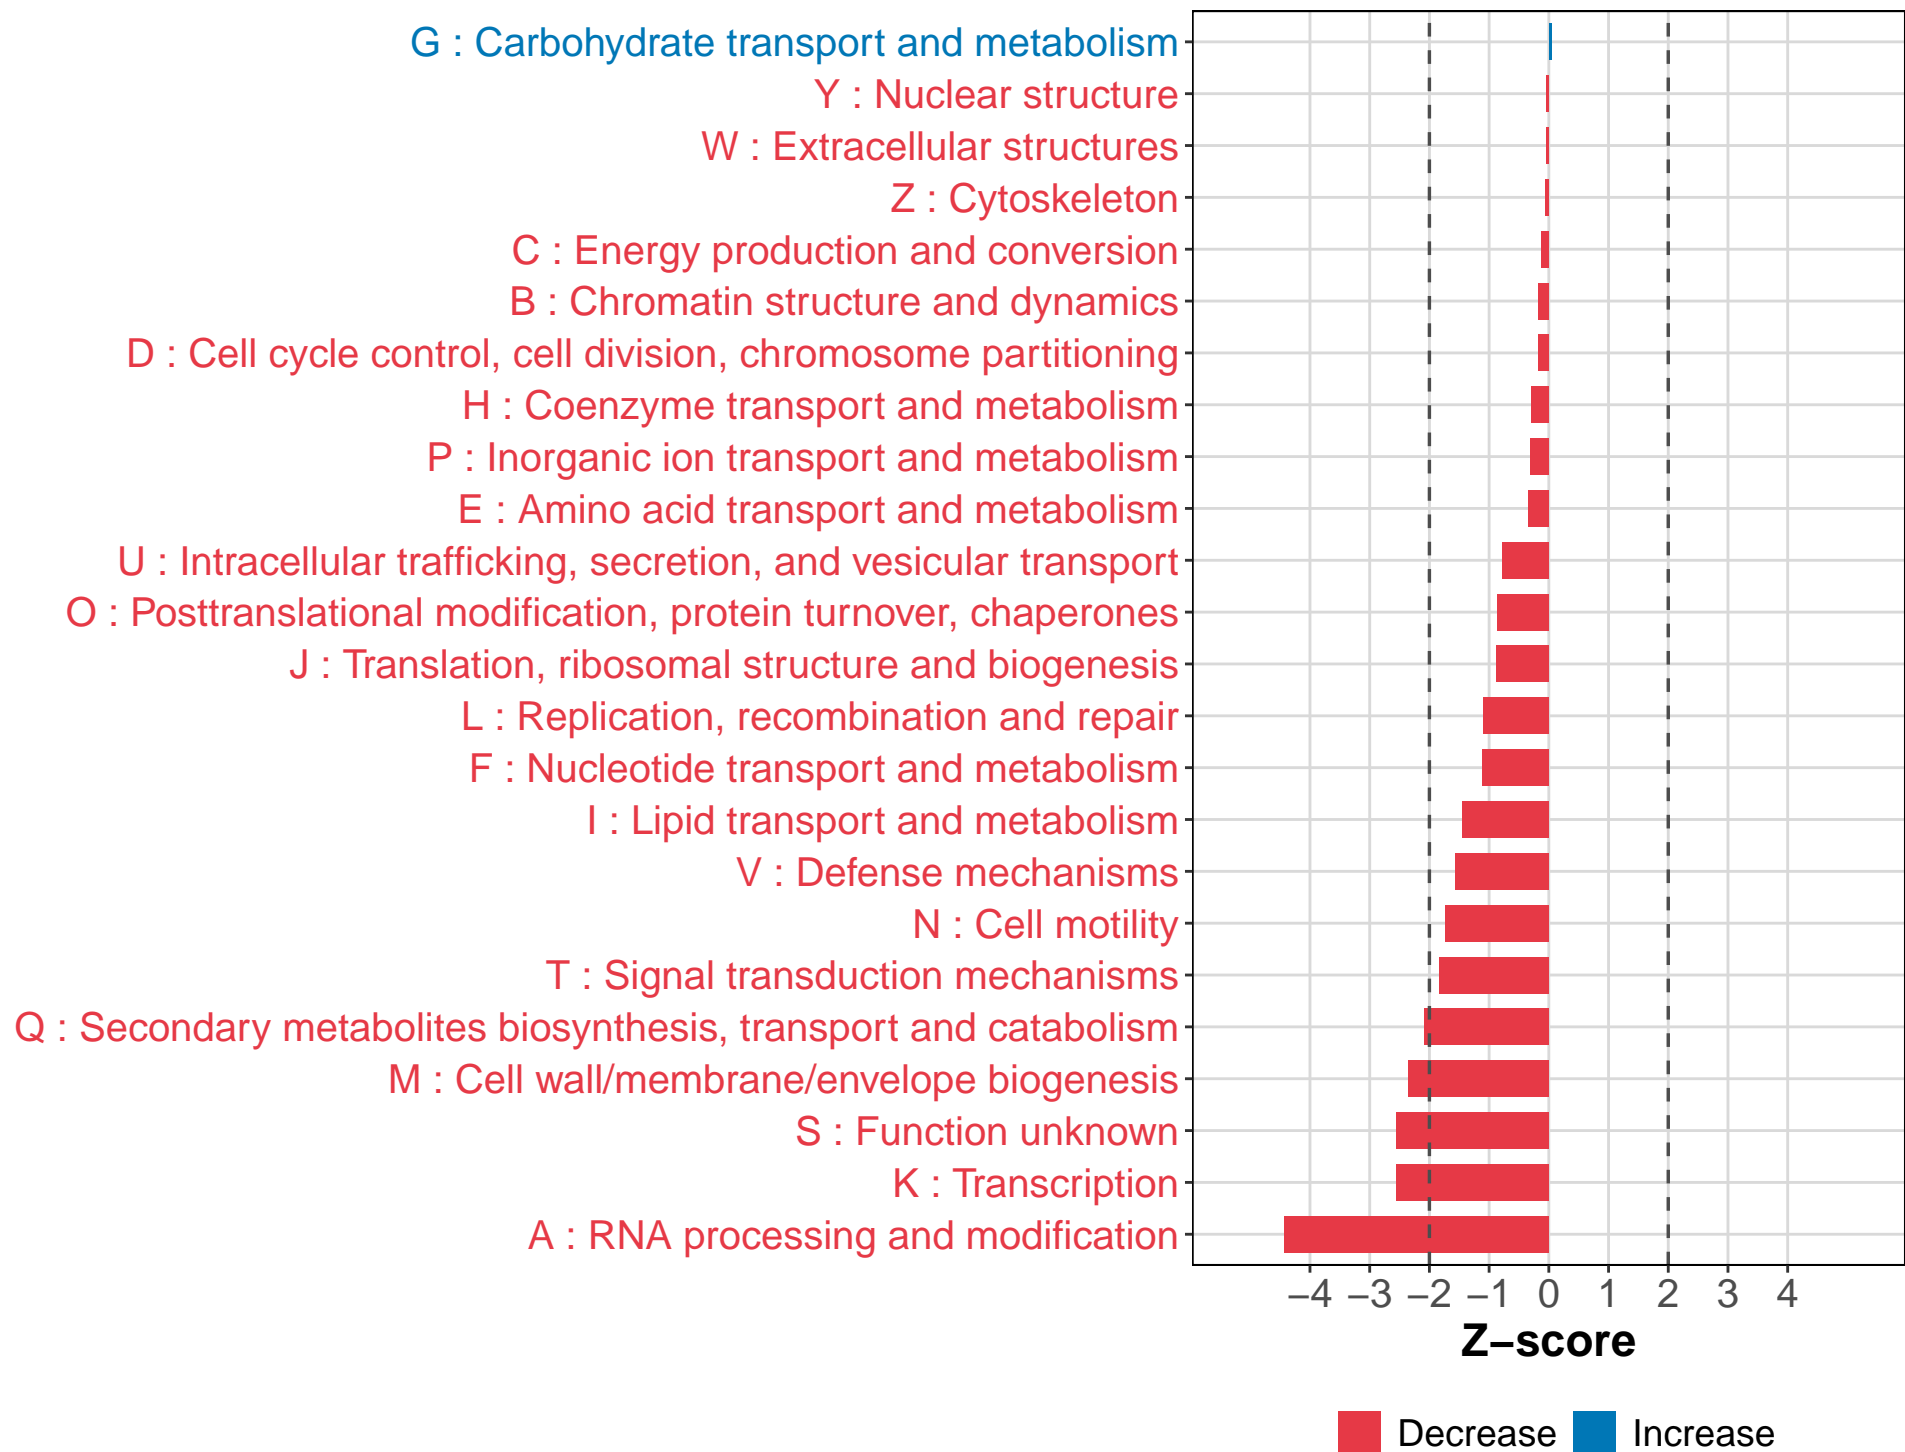 G : Carbohydrate transport and metabolism
Y : Nuclear structure
W : Extracellular structures
Z : Cytoskeleton
C : Energy production and conversion
B : Chromatin structure and dynamics
D : Cell cycle control, cell division, chromosome partitioning
H : Coenzyme transport and metabolism
P : Inorganic ion transport and metabolism
E : Amino acid transport and metabolism
U : Intracellular trafficking, secretion, and vesicular transport
O : Posttranslational modification, protein turnover, chaperones
J : Translation, ribosomal structure and biogenesis
L : Replication, recombination and repair
F : Nucleotide transport and metabolism
I : Lipid transport and metabolism
V : Defense mechanisms
N : Cell motility
T : Signal transduction mechanisms
Q : Secondary metabolites biosynthesis, transport and catabolism
M : Cell wall/membrane/envelope biogenesis
S : Function unknown
K : Transcription
A : RNA processing and modification
−4 −3 −2 −1 0 1 2 3 4
Z−score
Decrease Increase